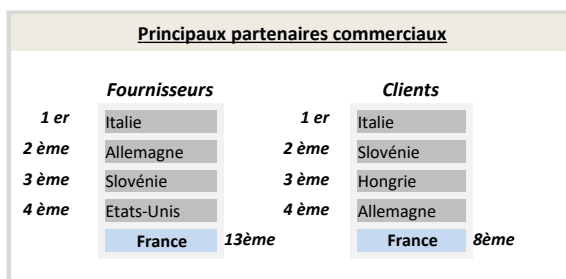 Principaux partenaires commerciaux
Fournisseurs Clients
1 er Italie 1 er Italie
2 ème Allemagne 2 ème Slovénie
3 ème Slovénie 3 ème Hongrie
4 ème Etats-Unis 4 ème Allemagne
France 13ème France 8ème